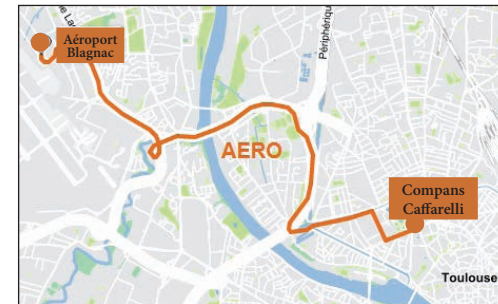 Aéroport
Blagnac
Périphérique
AERO
Compans
Caffarelli
Toulouse